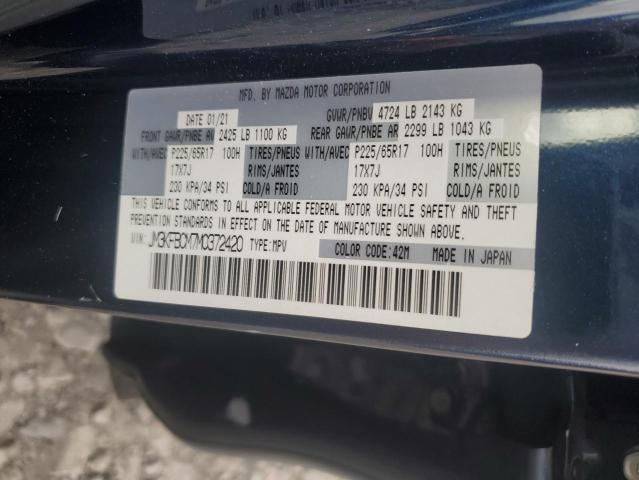 MFD. BY MAZDA MOTOR CORPORATION
DATE 01/21 GVWR/PNBV 4724 LB 2143 KG
FRONT GAWR/PNBE AV 2425 LB 1100 KG REAR GAWR/PNBE AR 2299 LB 1043 KG
WITH/AVEC P225/65R17 100H TIRES/PNEUS WITH/AVEC P225/65R17 100H TIRES/PNEUS
17X7J RIMS/JANTES 17X7J RIMS/JANTES
230 KPA/34 PSI COLD/A FROID 230 KPA/34 PSI COLD/A FROID
THIS VEHICLE CONFORMS TO ALL APPLICABLE FEDERAL MOTOR VEHICLE SAFETY AND THEFT
PREVENTION STANDARDS IN EFFECT ON THE DATE OF MANUFACTURE SHOWN ABOVE.
VIN: JM3KFBCM7M0372420 TYPE: MPV COLOR CODE: 42M MADE IN JAPAN